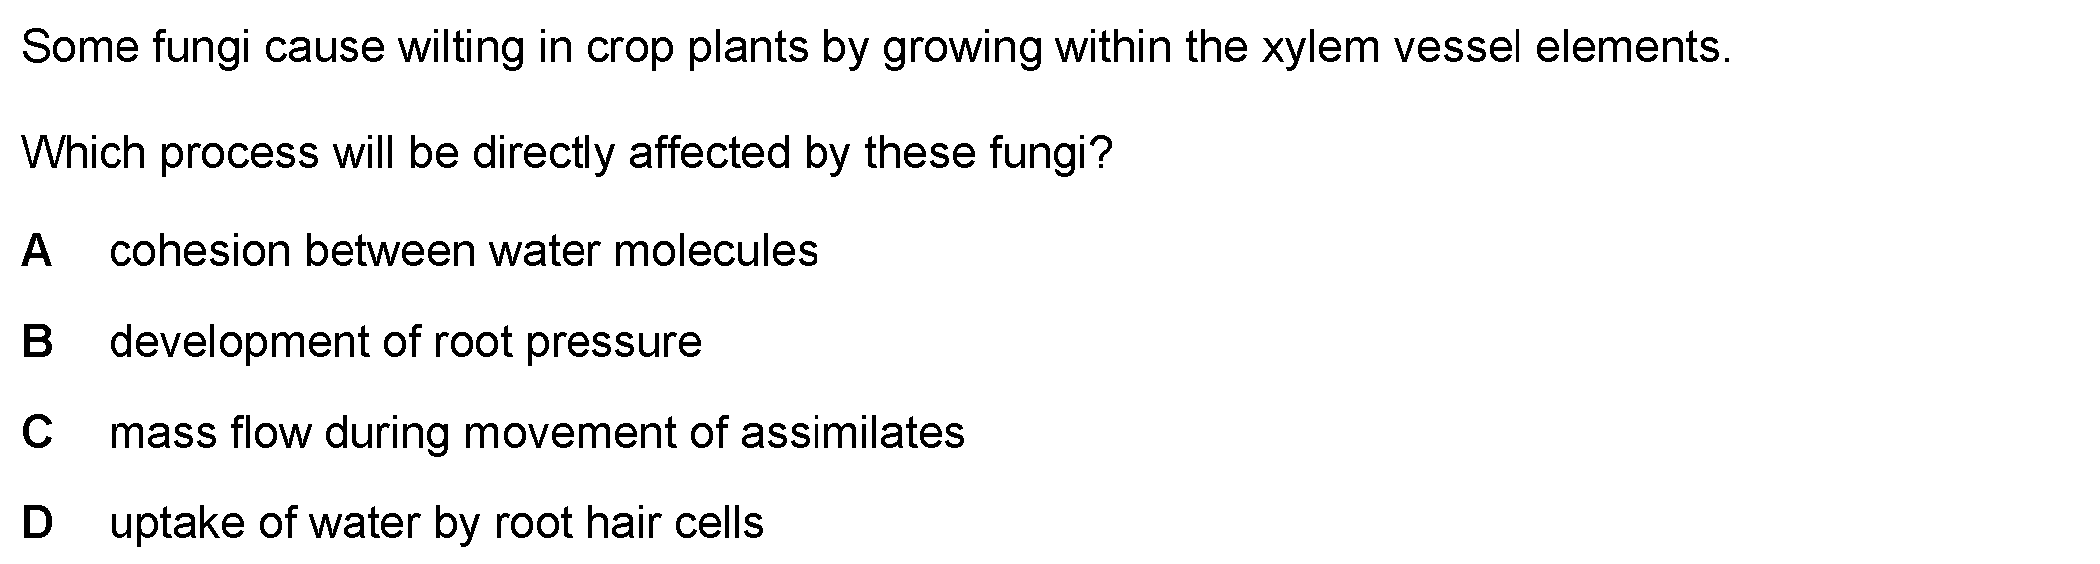 Some fungi cause wilting in crop plants by growing within the xylem vessel elements.
Which process will be directly affected by these fungi?
A cohesion between water molecules
B development of root pressure
C mass flow during movement of assimilates
D uptake of water by root hair cells